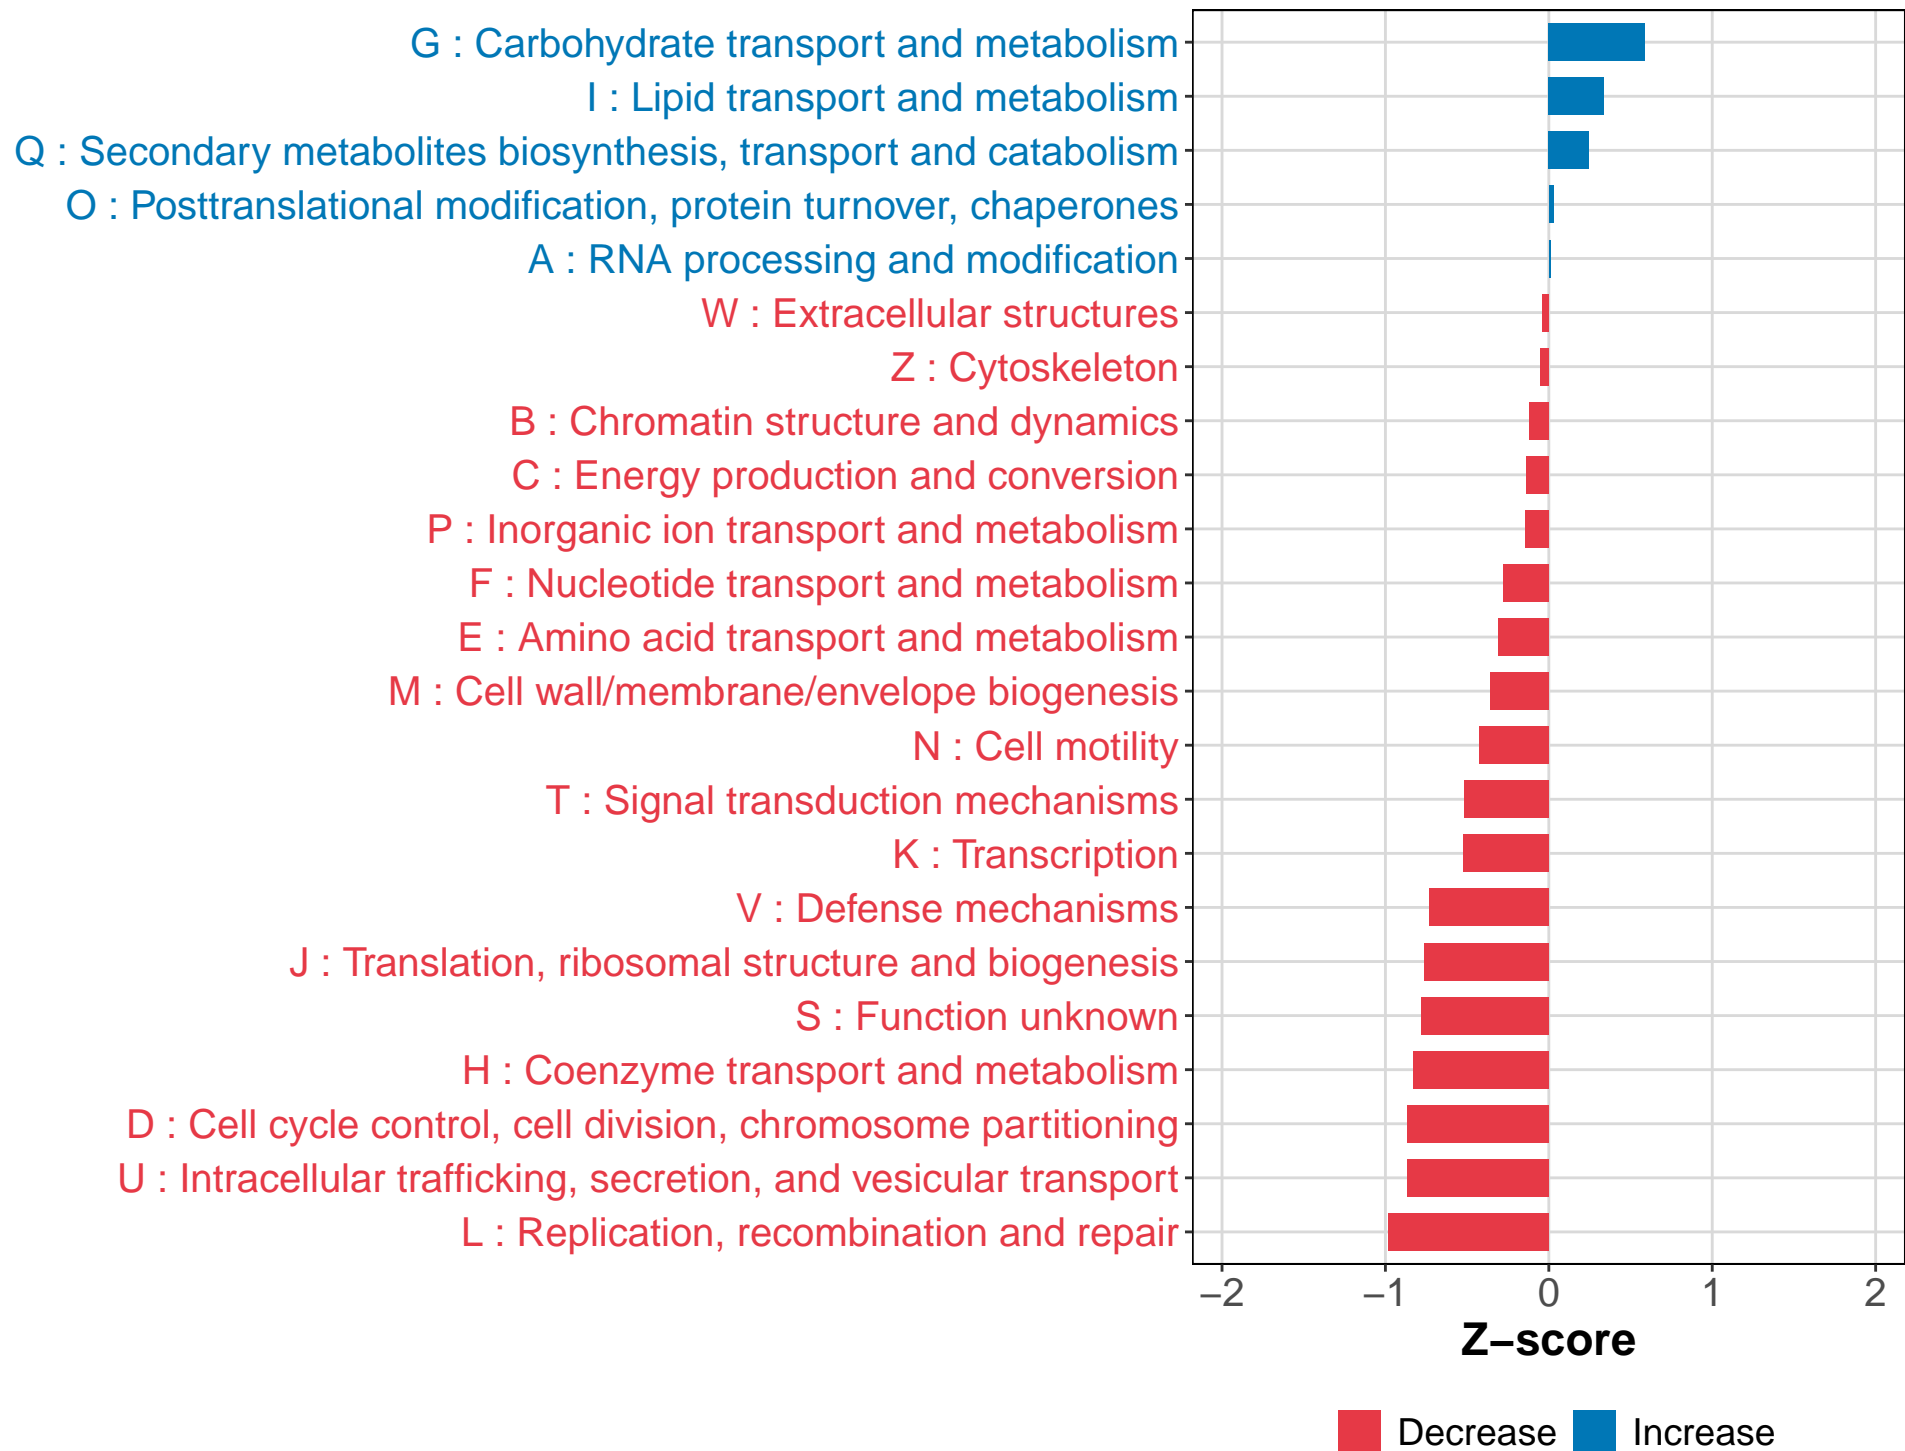 G : Carbohydrate transport and metabolism
I : Lipid transport and metabolism
Q : Secondary metabolites biosynthesis, transport and catabolism
O : Posttranslational modification, protein turnover, chaperones
A : RNA processing and modification
W : Extracellular structures
Z : Cytoskeleton
B : Chromatin structure and dynamics
C : Energy production and conversion
P : Inorganic ion transport and metabolism
F : Nucleotide transport and metabolism
E : Amino acid transport and metabolism
M : Cell wall/membrane/envelope biogenesis
N : Cell motility
T : Signal transduction mechanisms
K : Transcription
V : Defense mechanisms
J : Translation, ribosomal structure and biogenesis
S : Function unknown
H : Coenzyme transport and metabolism
D : Cell cycle control, cell division, chromosome partitioning
U : Intracellular trafficking, secretion, and vesicular transport
L : Replication, recombination and repair
−2 −1 0 1 2
Z−score
Decrease Increase